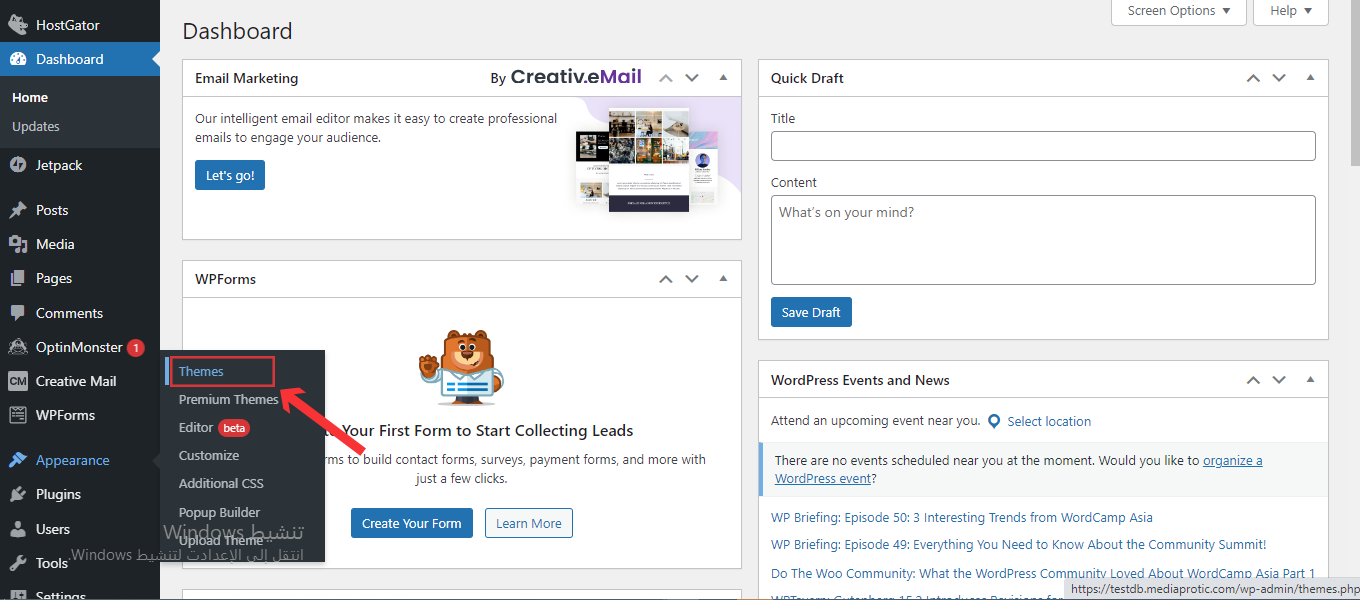 HostGator
Dashboard
Home
Updates
Jetpack
Posts
Media
Pages
Comments
OptinMonster 1
CM Creative Mail
WPForms
Appearance
Plugins
Users
Tools
Settings
Themes
Premium Themes
Editor beta
Customize
Additional CSS
Popup Builder
Upload Theme
تنشيط Windows
انتقل إلى الإعدادات لتنشيط Windows.
Screen Options
Help
Dashboard
Email Marketing
By Creativ.eMail
Our intelligent email editor makes it easy to create professional
emails to engage your audience.
Let's go!
WPForms
Your First Form to Start Collecting Leads
rms to build contact forms, surveys, payment forms, and more with
just a few clicks.
Create Your Form
Learn More
Quick Draft
Title
Content
What's on your mind?
Save Draft
WordPress Events and News
Attend an upcoming event near you. Select location
There are no events scheduled near you at the moment. Would you like to organize a
WordPress event?
WP Briefing: Episode 50: 3 Interesting Trends from WordCamp Asia
WP Briefing: Episode 49: Everything You Need to Know About the Community Summit!
Do The Woo Community: What the WordPress Community Loved About WordCamp Asia Part 1
WPTavern: Gutenberg 15.2 Introduces Revisions for
https://testdb.mediaprotic.com/wp-admin/themes.php